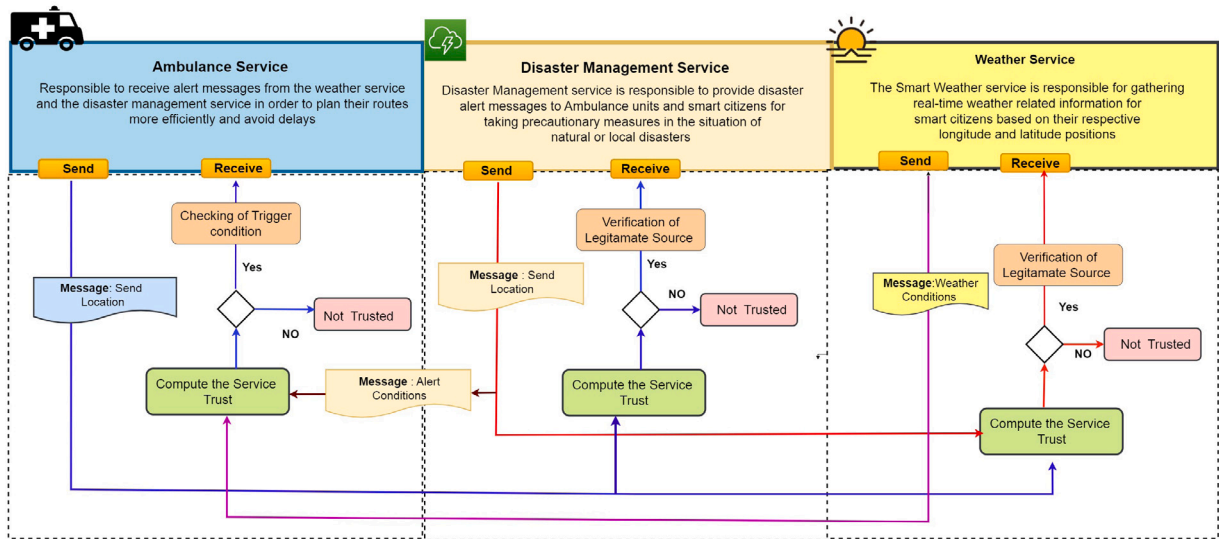 Ambulance Service
Responsible to receive alert messages from the weather service
and the disaster management service in order to plan their routes
more efficiently and avoid delays
Disaster Management Service
Disaster Management service is responsible to provide disaster
alert messages to Ambulance units and smart citizens for
taking precautionary measures in the situation of
natural or local disasters
Weather Service
The Smart Weather service is responsible for gathering
real-time weather related information for
smart citizens based on their respective
longitude and latitude positions
Send
Receive
Send
Receive
Send
Receive
Checking of Trigger
condition
Yes
Message: Send
Location
NO
Not Trusted
Compute the Service
Trust
Message : Alert
Conditions
Verification of
Legitamate Source
Yes
Message : Send
Location
NO
Not Trusted
Compute the Service
Trust
Verification of
Legitamate Source
Message:Weather
Conditions
Yes
NO
Not Trusted
Compute the Service
Trust